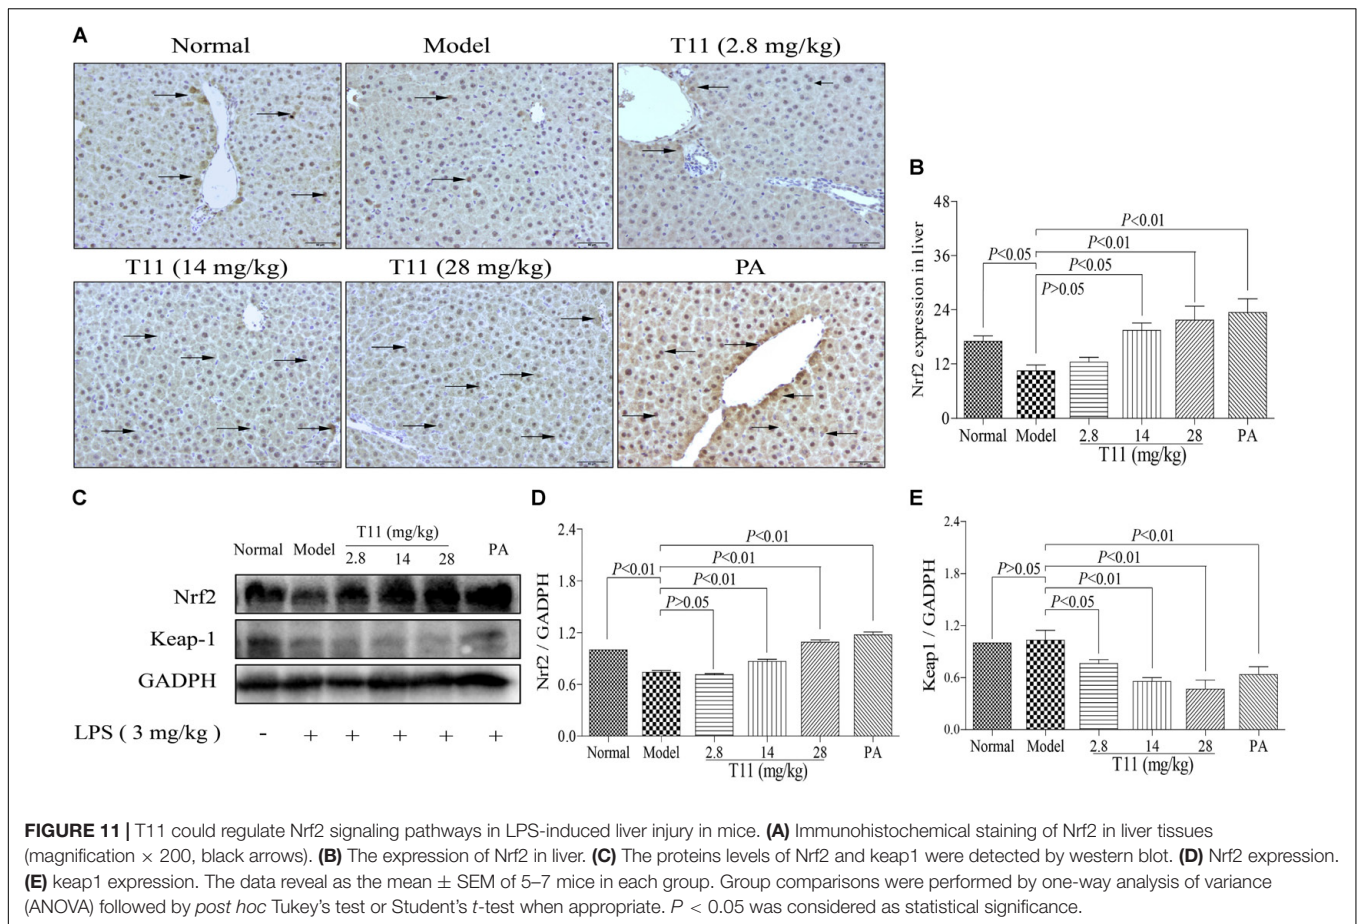 A
Normal
Model
T11 (2.8 mg/kg)
T11 (14 mg/kg)
T11 (28 mg/kg)
PA
B
Nrf2 expression in liver
48
36
24
12
0
P<0.01
P<0.01
P<0.05
P<0.05
P>0.05
Normal
Model
2.8
14
28
PA
T11 (mg/kg)
C
T11 (mg/kg)
Normal
Model
2.8
14
28
PA
Nrf2
Keap-1
GADPH
LPS ( 3 mg/kg )
-
+
+
+
+
+
D
Nrf2 / GADPH
2.4
1.8
1.2
0.6
0.0
P<0.01
P<0.01
P<0.01
P<0.01
P>0.05
Normal
Model
2.8
14
28
PA
T11 (mg/kg)
E
Keap1 / GADPH
2.4
1.8
1.2
0.6
0.0
P<0.01
P<0.01
P>0.05
P<0.01
P<0.05
Normal
Model
2.8
14
28
PA
T11 (mg/kg)
FIGURE 11 | T11 could regulate Nrf2 signaling pathways in LPS-induced liver injury in mice. (A) Immunohistochemical staining of Nrf2 in liver tissues
(magnification × 200, black arrows). (B) The expression of Nrf2 in liver. (C) The proteins levels of Nrf2 and keap1 were detected by western blot. (D) Nrf2 expression.
(E) keap1 expression. The data reveal as the mean ± SEM of 5–7 mice in each group. Group comparisons were performed by one-way analysis of variance
(ANOVA) followed by post hoc Tukey's test or Student's t-test when appropriate. P < 0.05 was considered as statistical significance.